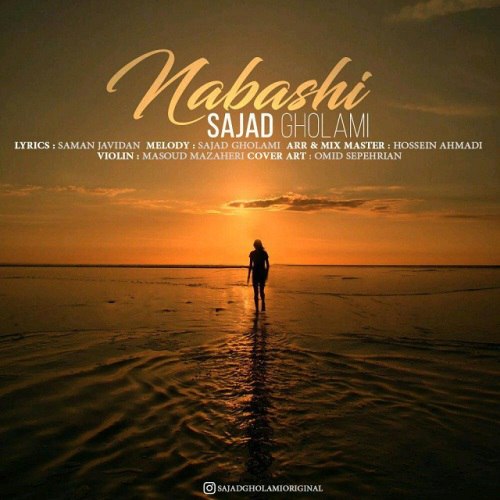 Nabashi
SAJAD GHOLAMI
LYRICS : SAMAN JAVIDAN MELODY : SAJAD GHOLAMI ARR & MIX MASTER : HOSSEIN AHMADI
VIOLIN : MASOUD MAZAHERI COVER ART : OMID SEPEHRIAN
SAJADGHOLAMIORIGINAL